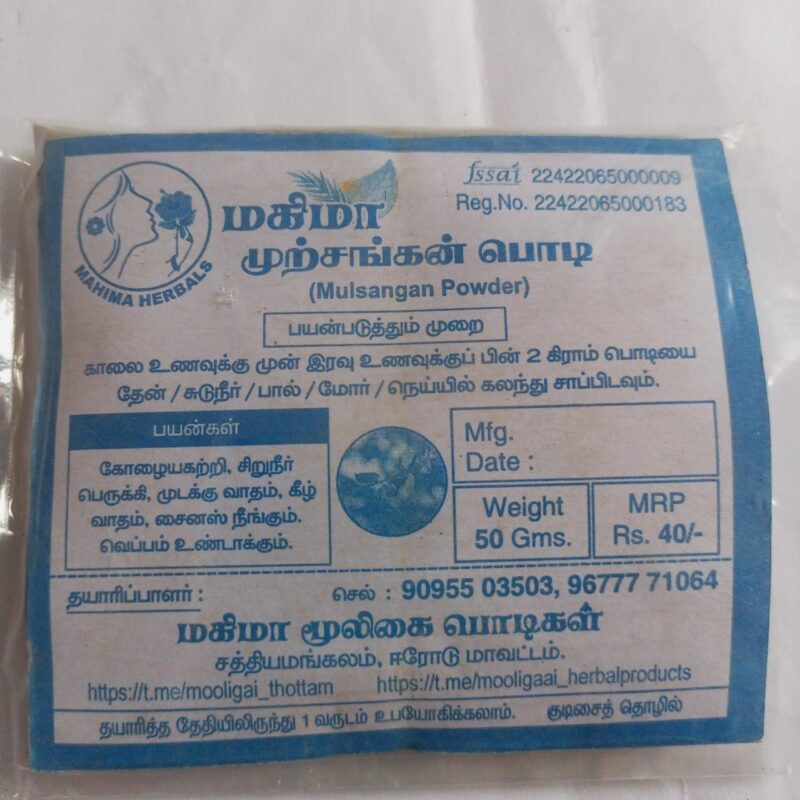 MAHIMA HERBALS
fssai 22422065000009
Reg.No. 22422065000183
மகிமா
முற்சங்கன் பொடி
(Mulsangan Powder)
பயன்படுத்தும் முறை
காலை உணவுக்கு முன் இரவு உணவுக்குப் பின் 2 கிராம் பொடியை
தேன் / சுடுநீர் / பால் / மோர் / நெய்யில் கலந்து சாப்பிடவும்.
பயன்கள்
கோழையகற்றி, சிறுநீர்
பெருக்கி, முடக்கு வாதம், கீழ்
வாதம், சைனஸ் நீங்கும்.
வெப்பம் உண்டாக்கும்.
Mfg.
Date :
Weight
50 Gms.
MRP
Rs. 40/-
தயாரிப்பாளர் :
செல் : 90955 03503, 96777 71064
மகிமா மூலிகை பொடிகள்
சத்தியமங்கலம், ஈரோடு மாவட்டம்.
https://t.me/mooligai_thottam https://t.me/mooligaai_herbalproducts
தயாரித்த தேதியிலிருந்து 1 வருடம் உபயோகிக்கலாம். குடிசைத் தொழில்